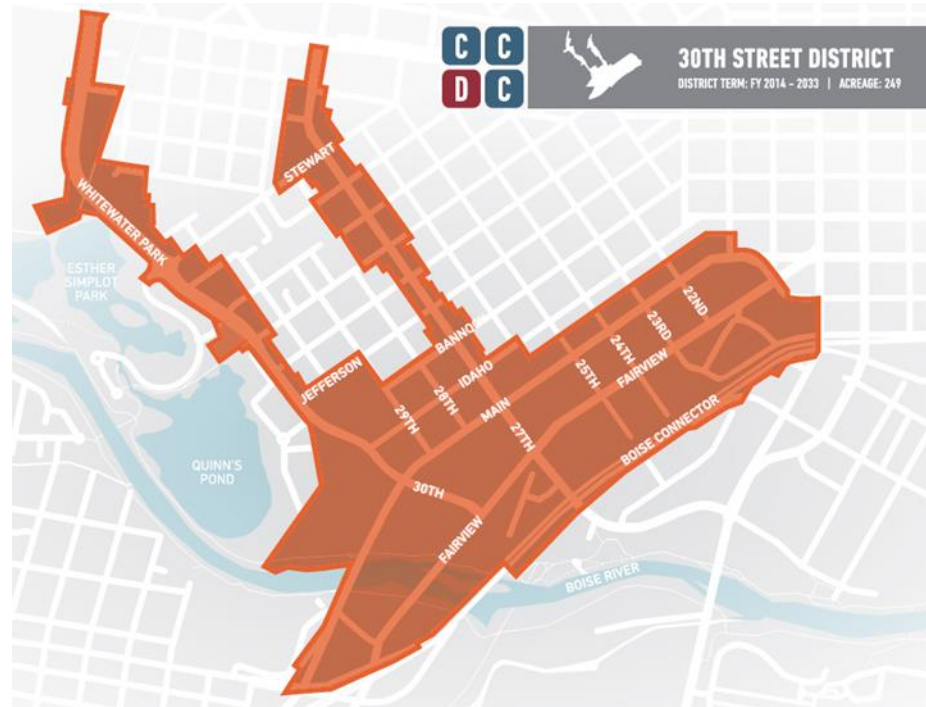 C C
D C
30TH STREET DISTRICT
DISTRICT TERM: FY 2014 - 2033 | ACREAGE: 249
STEWART
WHITEWATER PARK
ESTHER
SIMPLOT
PARK
22ND
23RD
24TH
25TH
FAIRVIEW
BANNOCK
IDAHO
JEFFERSON
28TH
29TH
MAIN
27TH
BOISE CONNECTOR
QUINN'S
POND
30TH
FAIRVIEW
BOISE RIVER